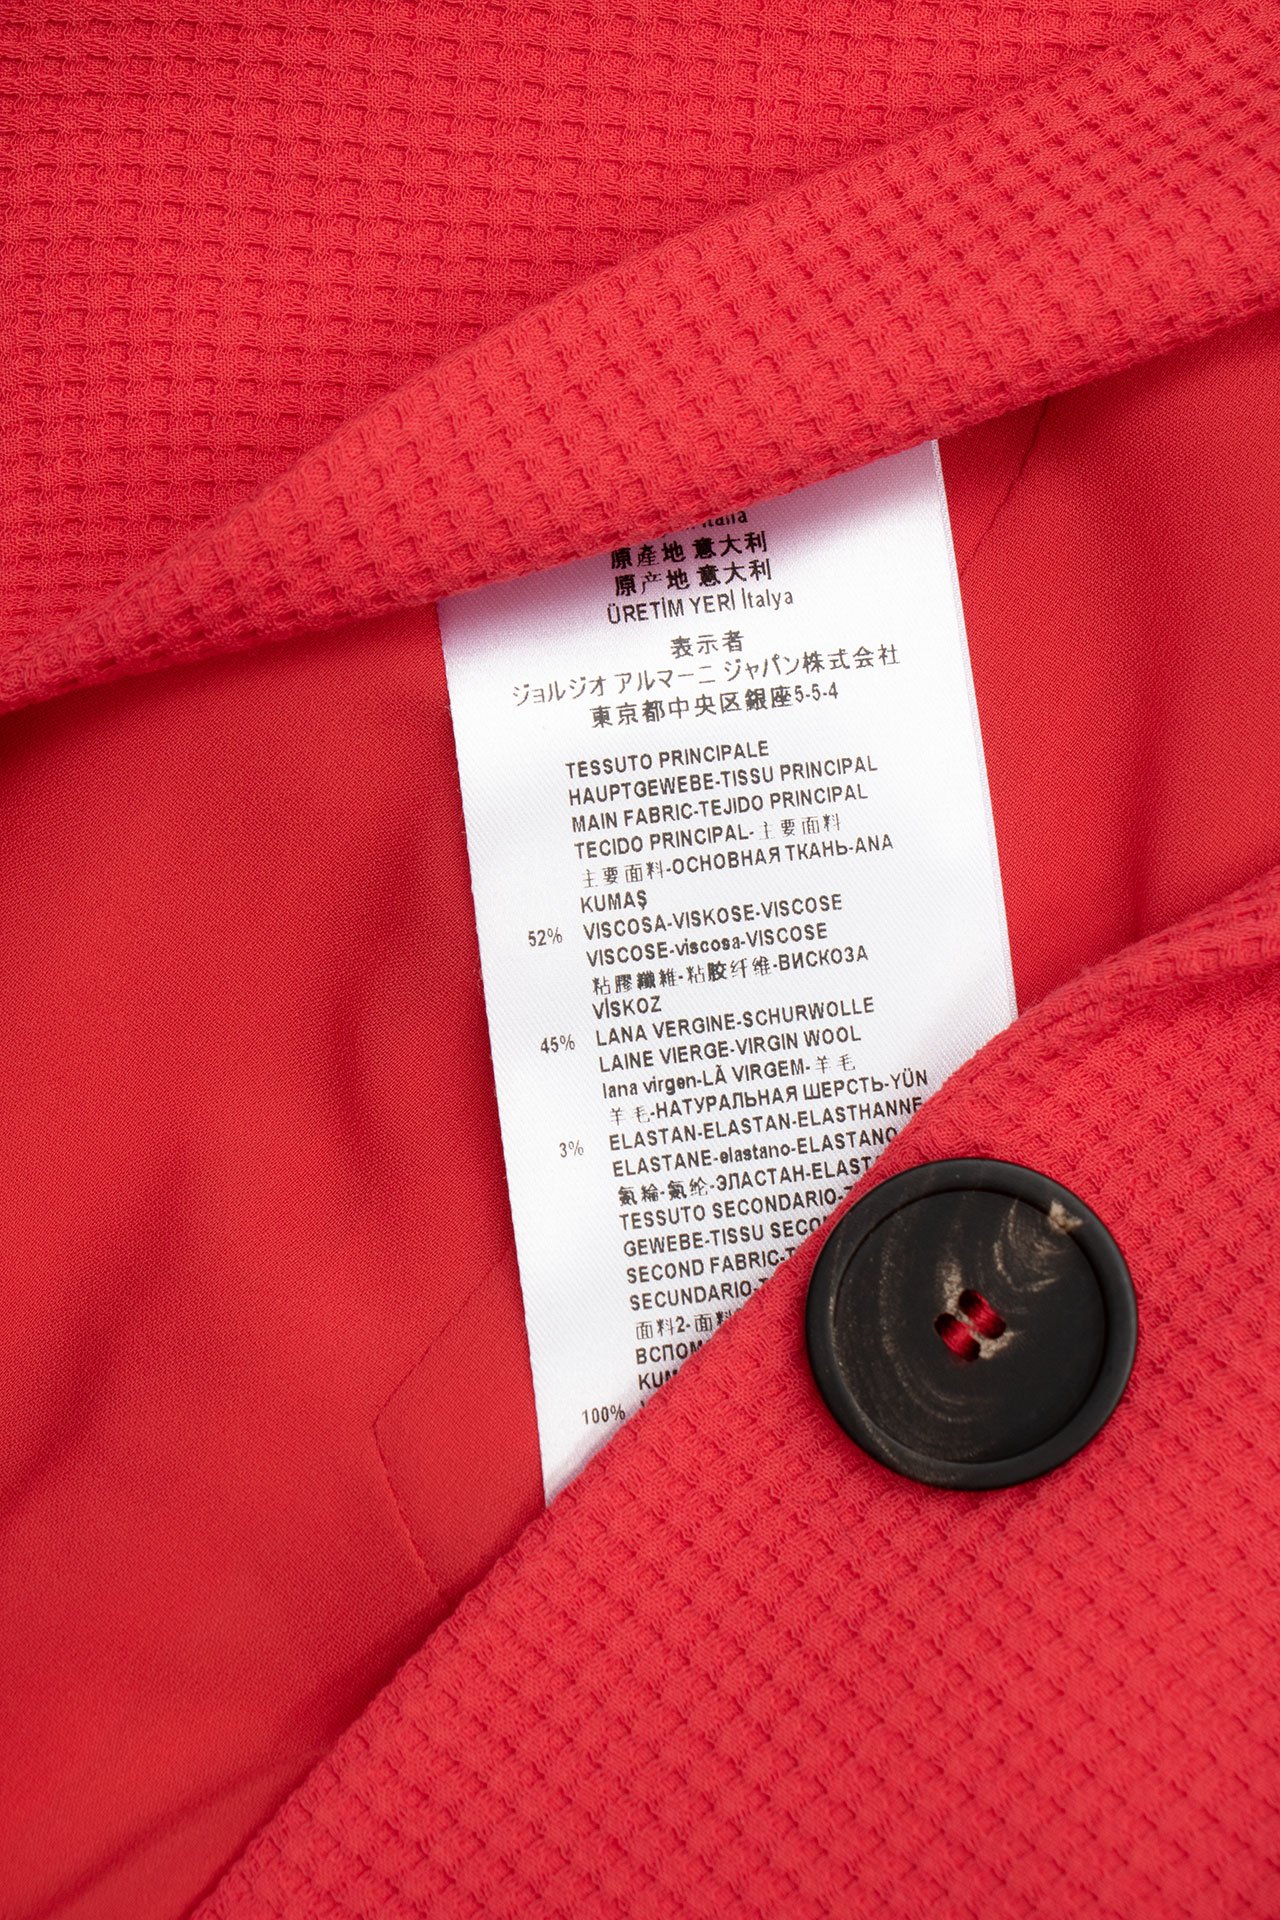 Italia
原產地 意大利
原产地 意大利
ÜRETİM YERİ İtalya
表示者
ジョルジオ アルマーニ ジャパン株式会社
東京都中央区銀座5-5-4
TESSUTO PRINCIPALE
HAUPTGEWEBE-TISSU PRINCIPAL
MAIN FABRIC-TEJIDO PRINCIPAL
TECIDO PRINCIPAL-主要面料
主要面料-ОСНОВНАЯ ТКАНЬ-ANA
KUMAŞ
52% VISCOSA-VISKOSE-VISCOSE
VISCOSE-viscosa-VISCOSE
粘膠纖維-粘胶纤维-ВИСКОЗА
VİSKOZ
45% LANA VERGINE-SCHURWOLLE
LAINE VIERGE-VIRGIN WOOL
lana virgen-LÃ VIRGEM-羊毛
羊毛-НАТУРАЛЬНАЯ ШЕРСТЬ-YÜN
3% ELASTAN-ELASTAN-ELASTHANNE
ELASTANE-elastano-ELASTANO
氨綸-氨纶-ЭЛАСТАН-ELAST
TESSUTO SECONDARIO-
GEWEBE-TISSU SECO
SECOND FABRIC-
SECUNDARIO-
面料2-面料
ВСПОМ
KUM
100%